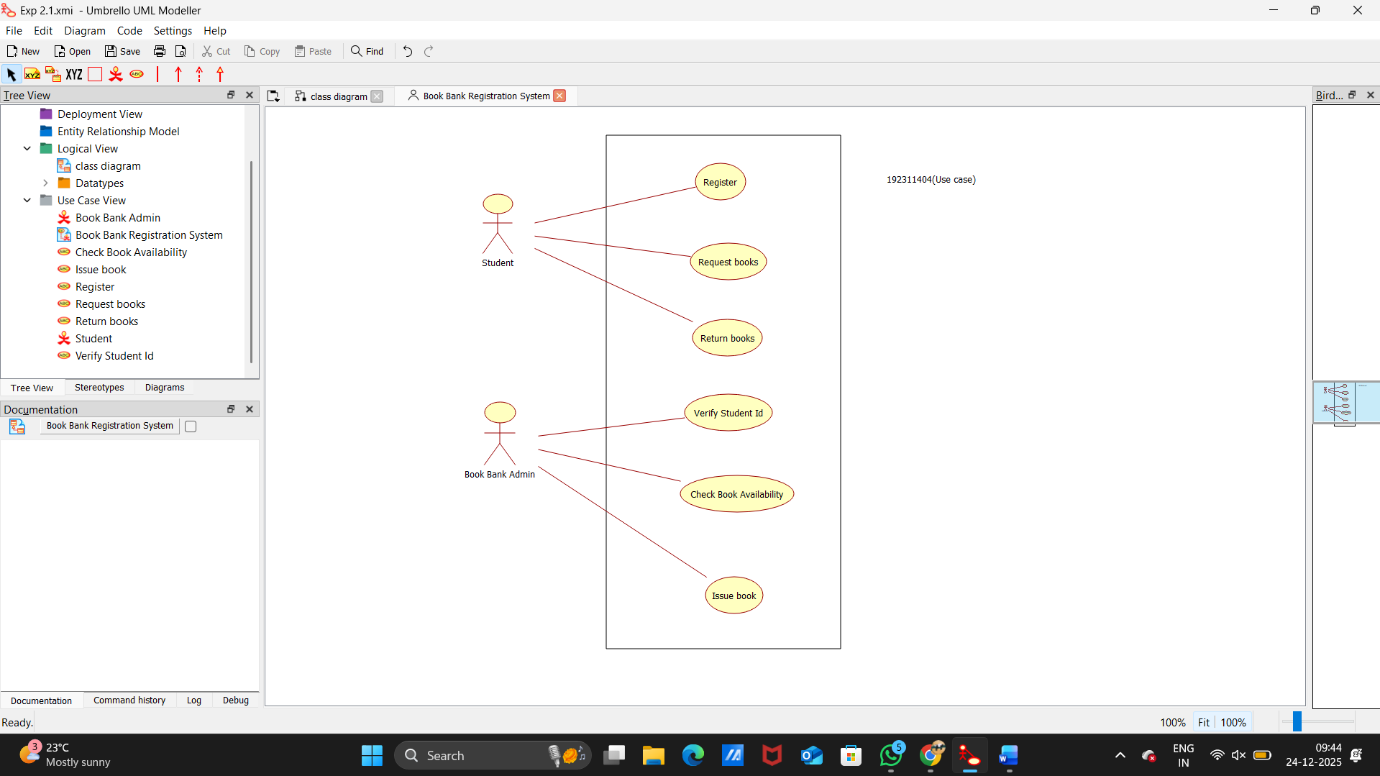 Exp 2.1.xmi - Umbrello UML Modeller
File Edit Diagram Code Settings Help
New Open Save Cut Copy Paste Find
XYZ XYZ
Tree View
class diagram
Book Bank Registration System
Bird...
Deployment View
Entity Relationship Model
Logical View
class diagram
Datatypes
Use Case View
Book Bank Admin
Book Bank Registration System
Check Book Availability
Issue book
Register
Request books
Return books
Student
Verify Student Id
Tree View Stereotypes Diagrams
Documentation
Book Bank Registration System
Documentation Command history Log Debug
Register
192311404(Use case)
Student
Request books
Return books
Verify Student Id
Book Bank Admin
Check Book Availability
Issue book
Ready.
100% Fit 100%
3
23°C
Mostly sunny
Search
5
W
ENG
IN
09:44
24-12-2025